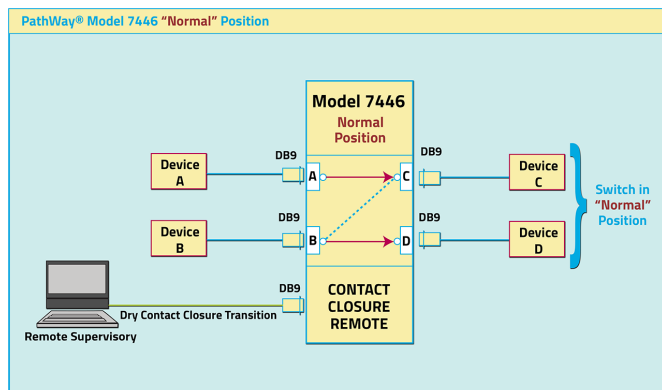 PathWay® Model 7446 “Normal” Position
Model 7446
Normal
Position
DB9
DB9
Device
A
A
C
Device
C
DB9
DB9
Device
B
B
D
Device
D
Switch in
“Normal”
Position
DB9
CONTACT
CLOSURE
REMOTE
Dry Contact Closure Transition
Remote Supervisory